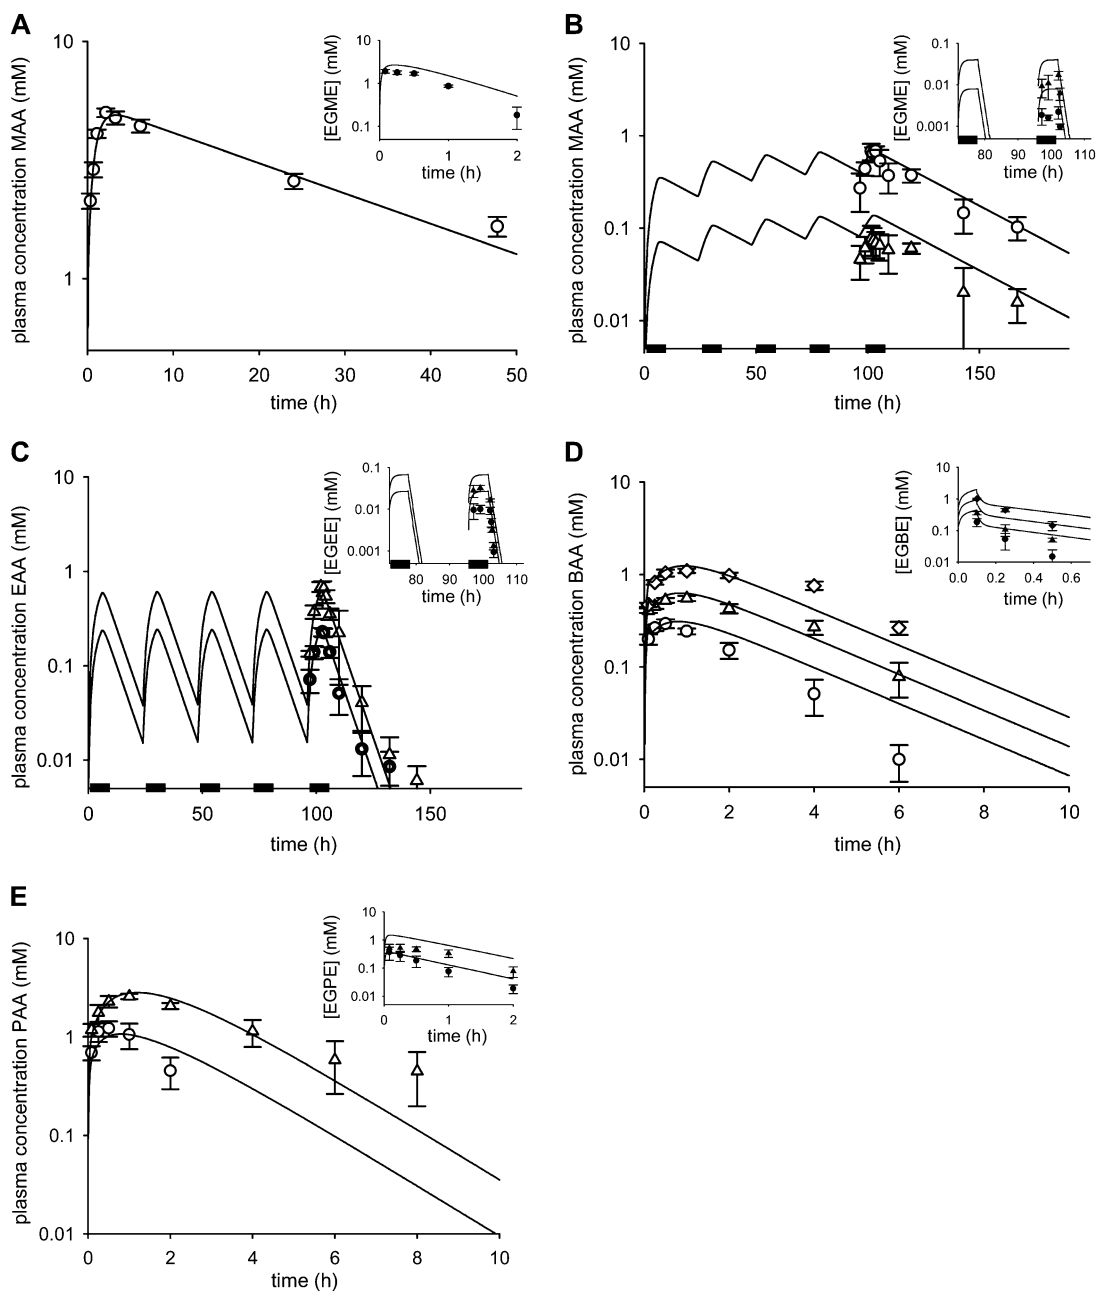 A
plasma concentration MAA (mM)
10
1
0 10 20 30 40 50
time (h)
[EGME] (mM)
10
1
0.1
0 1 2
time (h)
B
plasma concentration MAA (mM)
10
1
0.1
0.01
0 50 100 150
time (h)
[EGME] (mM)
0.1
0.01
0.001
80 90 100 110
time (h)
C
plasma concentration EAA (mM)
10
1
0.1
0.01
0 50 100 150
time (h)
[EGEE] (mM)
0.1
0.01
0.001
80 90 100 110
time (h)
D
plasma concentration BAA (mM)
10
1
0.1
0.01
0 2 4 6 8 10
time (h)
[EGBE] (mM)
10
1
0.1
0.01
0.0 0.2 0.4 0.6
time (h)
E
plasma concentration PAA (mM)
10
1
0.1
0.01
0 2 4 6 8 10
time (h)
[EGPE] (mM)
10
1
0.1
0.01
0 1 2
time (h)